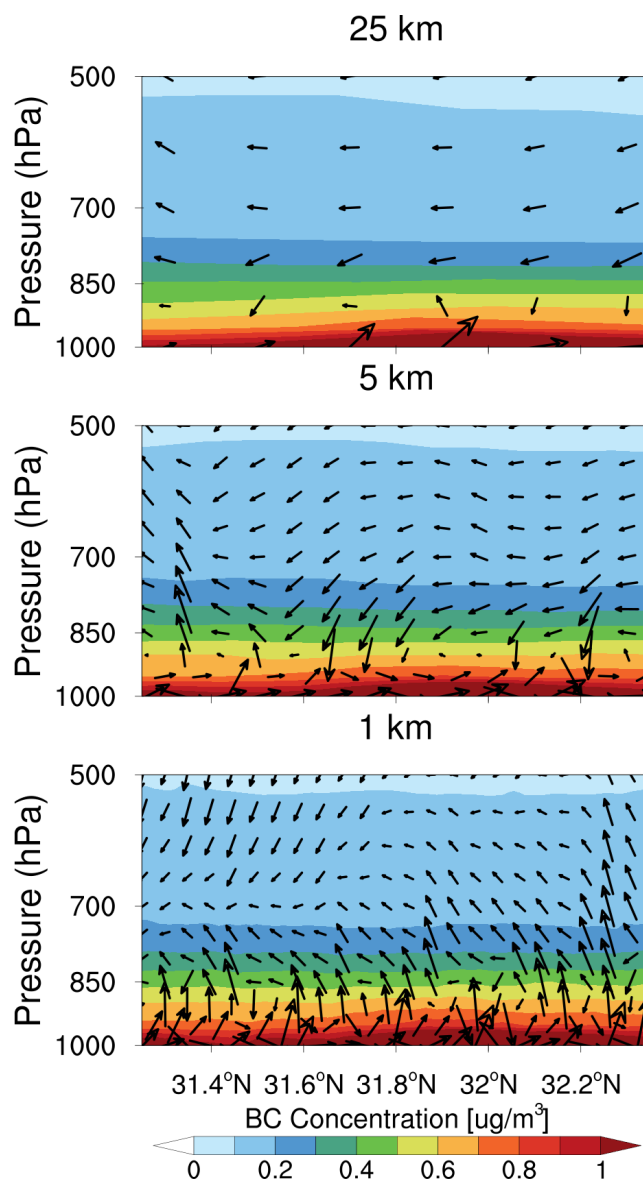 25 km
500
700
850
1000
Pressure (hPa)
5 km
500
700
850
1000
Pressure (hPa)
1 km
500
700
850
1000
Pressure (hPa)
31.4°N 31.6°N 31.8°N 32°N 32.2°N
BC Concentration [ug/m³]
0 0.2 0.4 0.6 0.8 1